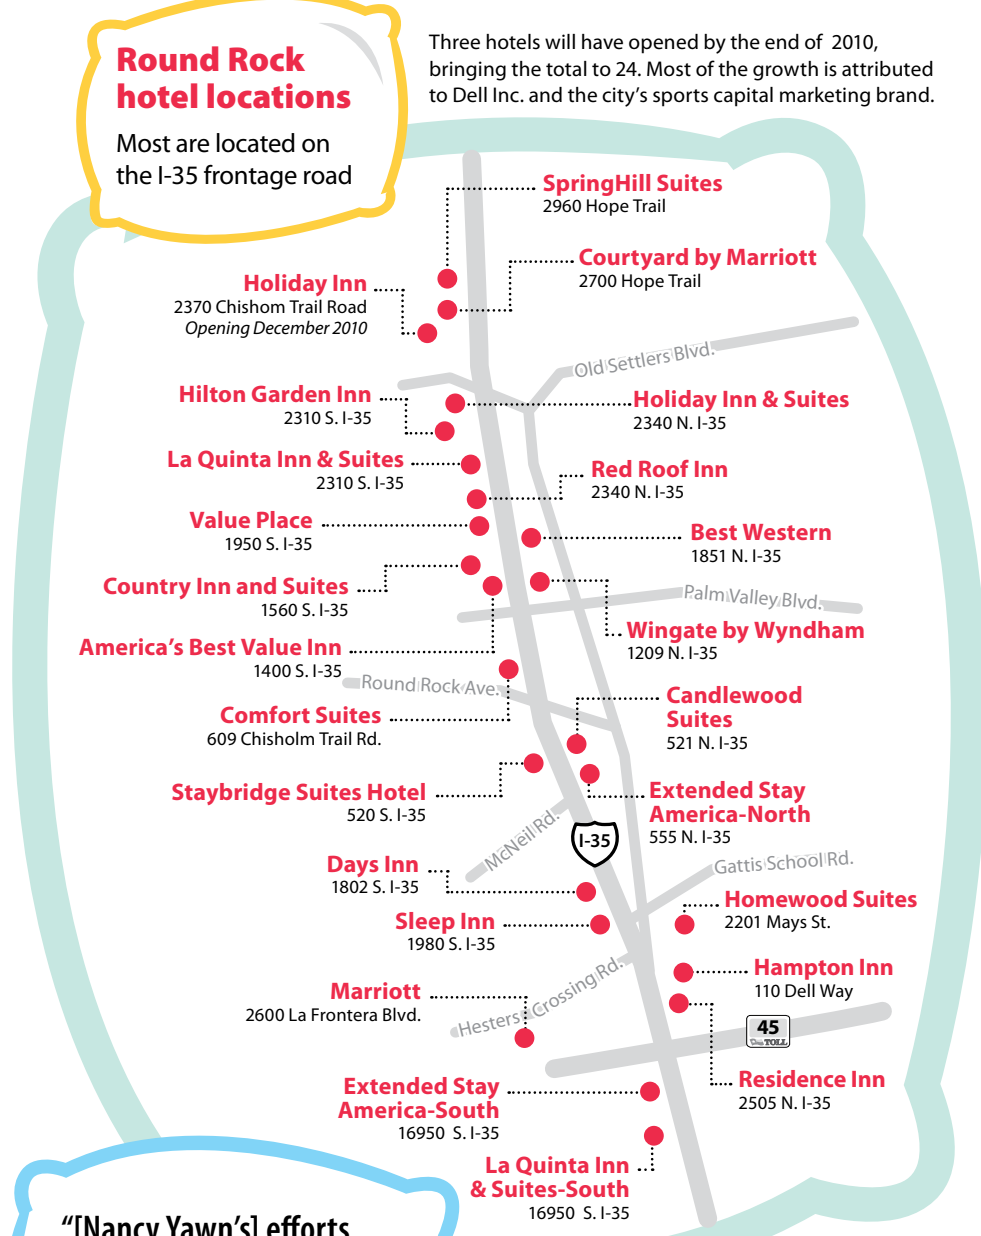 Round Rock
hotel locations
Most are located on
the I-35 frontage road
Three hotels will have opened by the end of 2010,
bringing the total to 24. Most of the growth is attributed
to Dell Inc. and the city's sports capital marketing brand.
SpringHill Suites
2960 Hope Trail
Courtyard by Marriott
2700 Hope Trail
Holiday Inn
2370 Chishom Trail Road
Opening December 2010
Old Settlers Blvd.
Hilton Garden Inn
2310 S. I-35
Holiday Inn & Suites
2340 N. I-35
La Quinta Inn & Suites
2310 S. I-35
Red Roof Inn
2340 N. I-35
Value Place
1950 S. I-35
Best Western
1851 N. I-35
Country Inn and Suites
1560 S. I-35
Palm Valley Blvd.
Wingate by Wyndham
1209 N. I-35
America's Best Value Inn
1400 S. I-35
Round Rock Ave.
Comfort Suites
609 Chisholm Trail Rd.
Candlewood
Suites
521 N. I-35
Staybridge Suites Hotel
520 S. I-35
Extended Stay
America-North
555 N. I-35
McNeil Rd.
I-35
Gattis School Rd.
Days Inn
1802 S. I-35
Homewood Suites
2201 Mays St.
Sleep Inn
1980 S. I-35
Hampton Inn
110 Dell Way
Marriott
2600 La Frontera Blvd.
Hesters Crossing Rd.
45
TOLL
Residence Inn
2505 N. I-35
Extended Stay
America-South
16950 S. I-35
La Quinta Inn
& Suites-South
16950 S. I-35
"[Nancy Yawn's] efforts